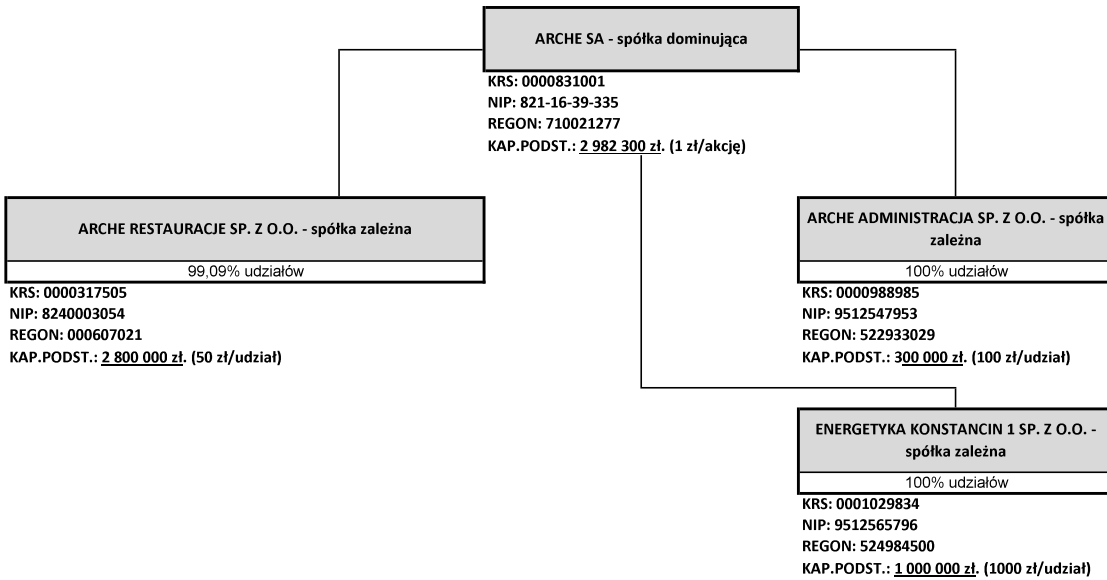 ARCHE SA - spółka dominująca
KRS: 0000831001
NIP: 821-16-39-335
REGON: 710021277
KAP.PODST.: 2 982 300 zł. (1 zł/akcję)
ARCHE RESTAURACJE SP. Z O.O. - spółka zależna
99,09% udziałów
KRS: 0000317505
NIP: 8240003054
REGON: 000607021
KAP.PODST.: 2 800 000 zł. (50 zł/udział)
ARCHE ADMINISTRACJA SP. Z O.O. - spółka
zależna
100% udziałów
KRS: 0000988985
NIP: 9512547953
REGON: 522933029
KAP.PODST.: 300 000 zł. (100 zł/udział)
ENERGETYKA KONSTANCIN 1 SP. Z O.O. -
spółka zależna
100% udziałów
KRS: 0001029834
NIP: 9512565796
REGON: 524984500
KAP.PODST.: 1 000 000 zł. (1000 zł/udział)